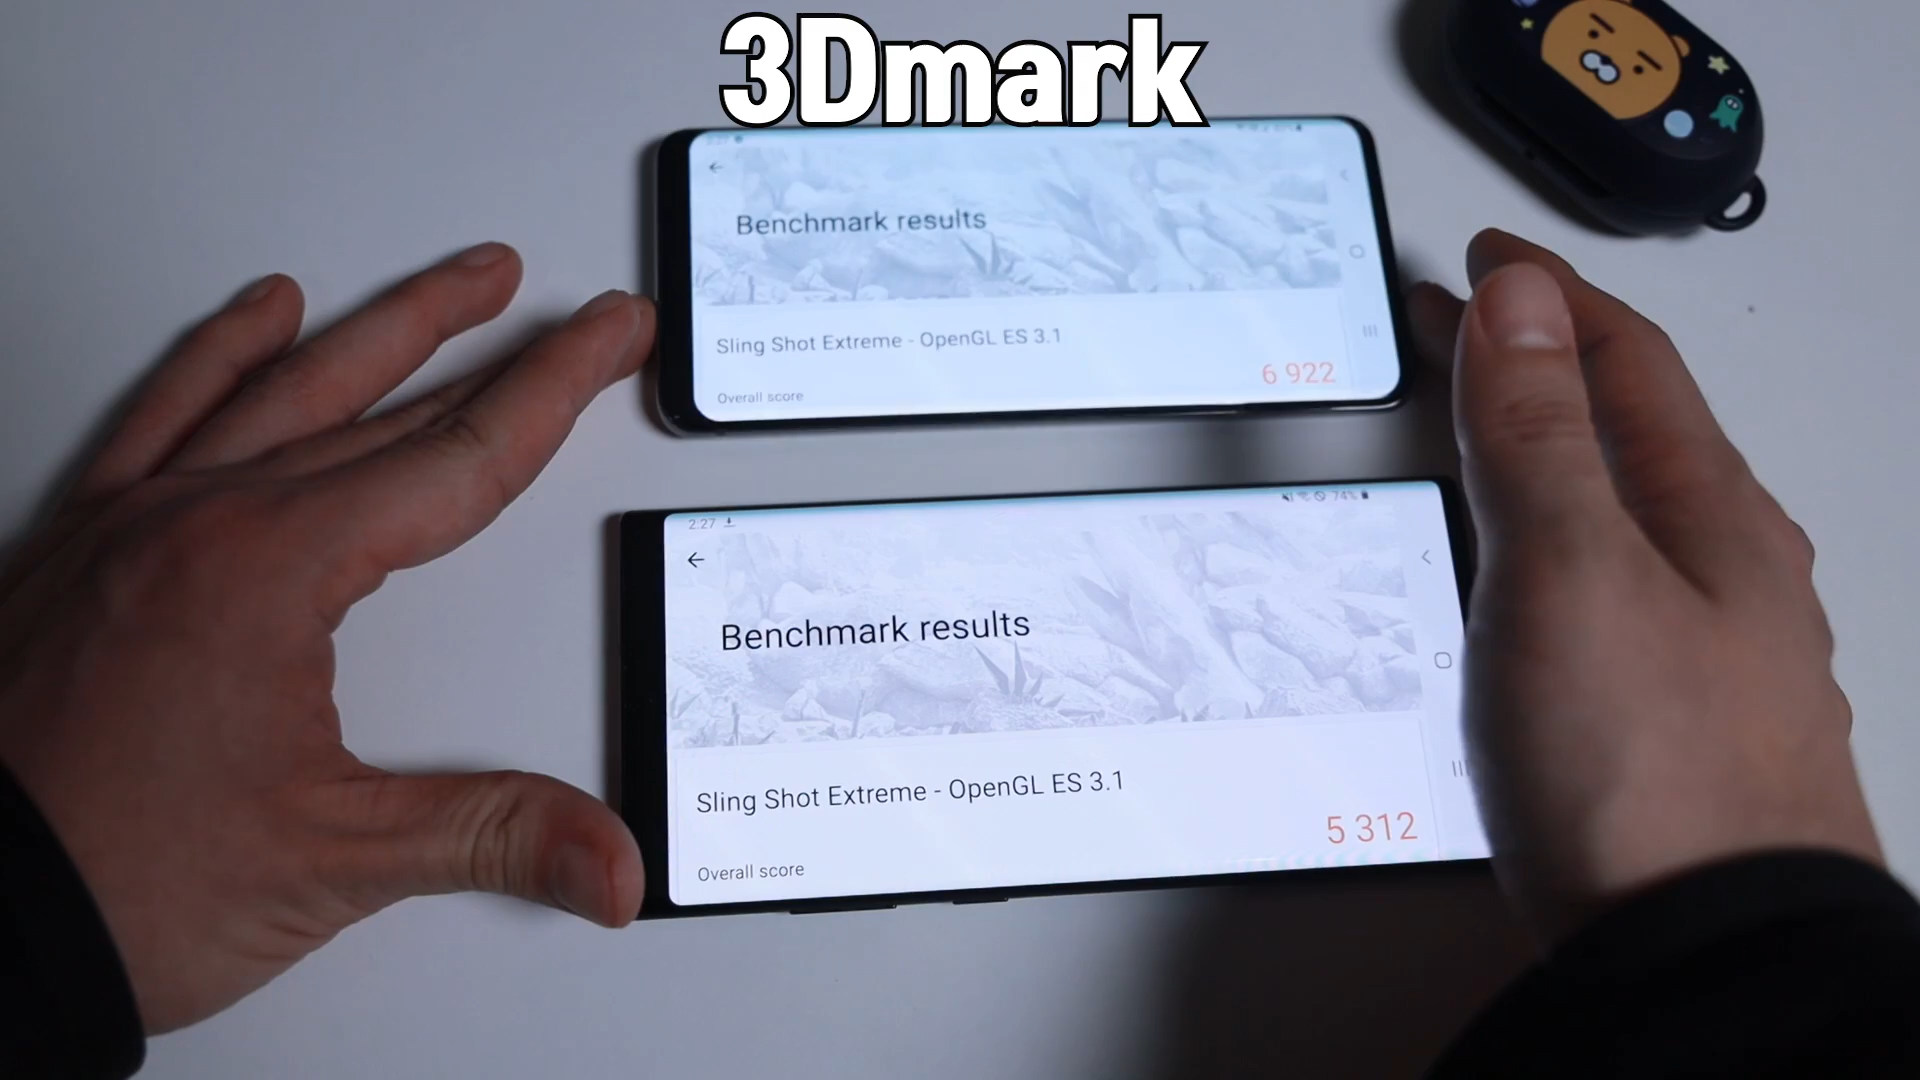 3Dmark
Benchmark results
Sling Shot Extreme - OpenGL ES 3.1
6 922
Overall score
2:27
74%
Benchmark results
Sling Shot Extreme - OpenGL ES 3.1
5 312
Overall score